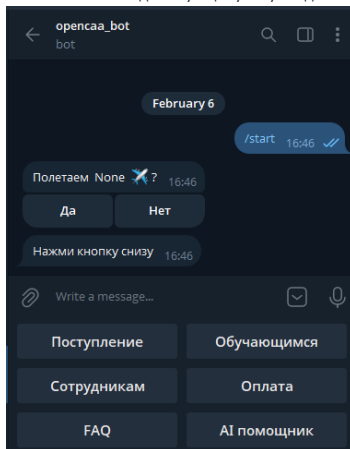 opencaa_bot
bot
February 6
/start 16:46
Полетаем None ✈️ ? 16:46
Да Нет
Нажми кнопку снизу 16:46
Write a message...
Поступление Обучающимся
Сотрудникам Оплата
FAQ AI помощник